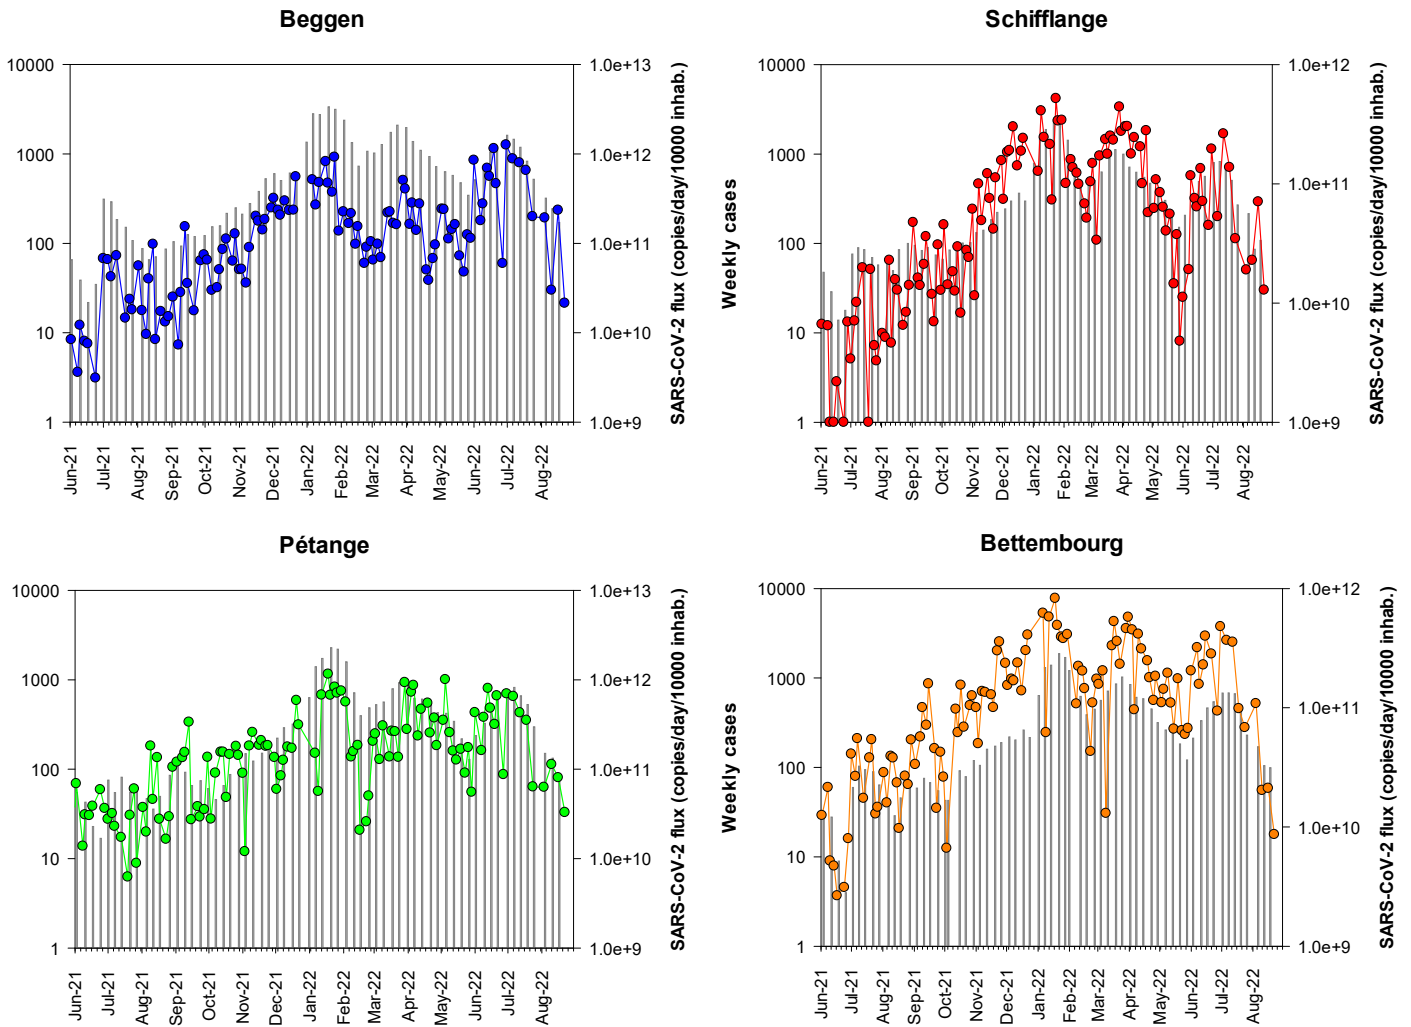 Beggen
10000
1000
100
10
1
1.0e+13
1.0e+12
1.0e+11
1.0e+10
1.0e+9
SARS-CoV-2 flux (copies/day/10000 inhab.)
Jun-21
Jul-21
Aug-21
Sep-21
Oct-21
Nov-21
Dec-21
Jan-22
Feb-22
Mar-22
Apr-22
May-22
Jun-22
Jul-22
Aug-22
Schifflange
Weekly cases
10000
1000
100
10
1
1.0e+12
1.0e+11
1.0e+10
1.0e+9
SARS-CoV-2 flux (copies/day/10000 inhab.)
Jun-21
Jul-21
Aug-21
Sep-21
Oct-21
Nov-21
Dec-21
Jan-22
Feb-22
Mar-22
Apr-22
May-22
Jun-22
Jul-22
Aug-22
Pétange
10000
1000
100
10
1
1.0e+13
1.0e+12
1.0e+11
1.0e+10
1.0e+9
SARS-CoV-2 flux (copies/day/10000 inhab.)
Jun-21
Jul-21
Aug-21
Sep-21
Oct-21
Nov-21
Dec-21
Jan-22
Feb-22
Mar-22
Apr-22
May-22
Jun-22
Jul-22
Aug-22
Bettembourg
Weekly cases
10000
1000
100
10
1
1.0e+12
1.0e+11
1.0e+10
1.0e+9
SARS-CoV-2 flux (copies/day/10000 inhab.)
Jun-21
Jul-21
Aug-21
Sep-21
Oct-21
Nov-21
Dec-21
Jan-22
Feb-22
Mar-22
Apr-22
May-22
Jun-22
Jul-22
Aug-22